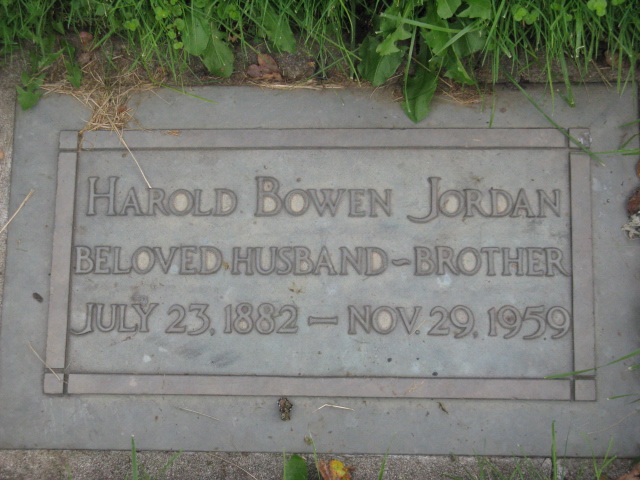 HAROLD BOWEN JORDAN
BELOVED HUSBAND - BROTHER
JULY 23, 1882 - NOV. 29, 1959